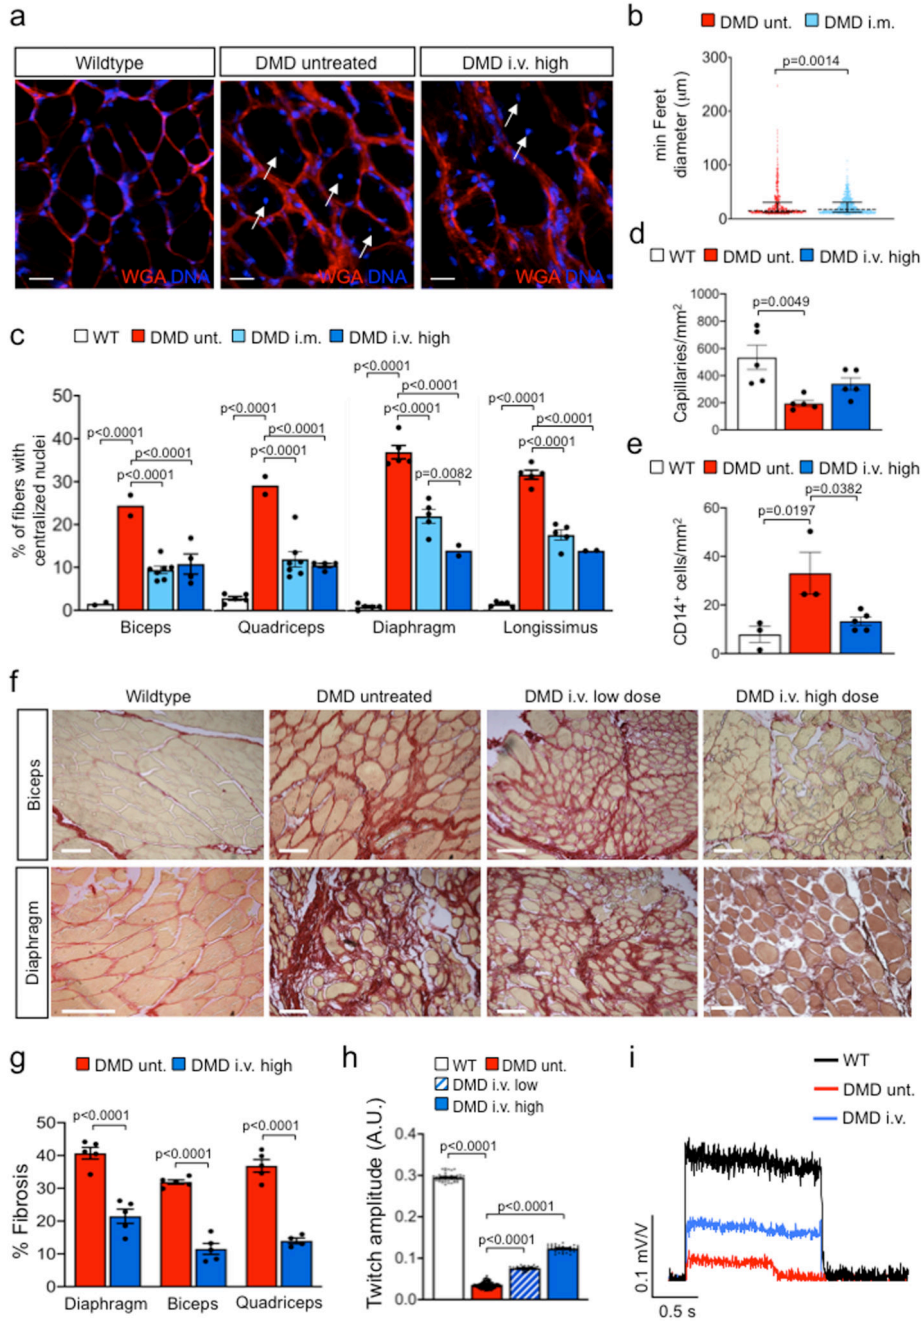 a
Wildtype
DMD untreated
DMD i.v. high
WGA DNA
WGA DNA
WGA DNA
b
DMD unt.
DMD i.m.
p=0.0014
min Feret
diameter (μm)
300
200
100
0
c
WT
DMD unt.
DMD i.m.
DMD i.v. high
% of fibers with
centralized nuclei
50
40
30
20
10
0
p<0.0001
p<0.0001
p<0.0001
p<0.0001
p<0.0001
p<0.0001
p<0.0001
p<0.0001
p<0.0001
p=0.0082
p<0.0001
p<0.0001
p<0.0001
Biceps
Quadriceps
Diaphragm
Longissimus
d
WT
DMD unt.
DMD i.v. high
Capillaries/mm²
1000
800
600
400
200
0
p=0.0049
e
WT
DMD unt.
DMD i.v. high
CD14⁺ cells/mm²
60
40
20
0
p=0.0382
p=0.0197
f
Wildtype
DMD untreated
DMD i.v. low dose
DMD i.v. high dose
Biceps
Diaphragm
g
DMD unt.
DMD i.v. high
% Fibrosis
50
40
30
20
10
0
p<0.0001
p<0.0001
p<0.0001
Diaphragm
Biceps
Quadriceps
h
WT
DMD unt.
DMD i.v. low
DMD i.v. high
Twitch amplitude (A.U.)
0.4
0.3
0.2
0.1
0.0
p<0.0001
p<0.0001
p<0.0001
i
WT
DMD unt.
DMD i.v.
0.1 mV/V
0.5 s